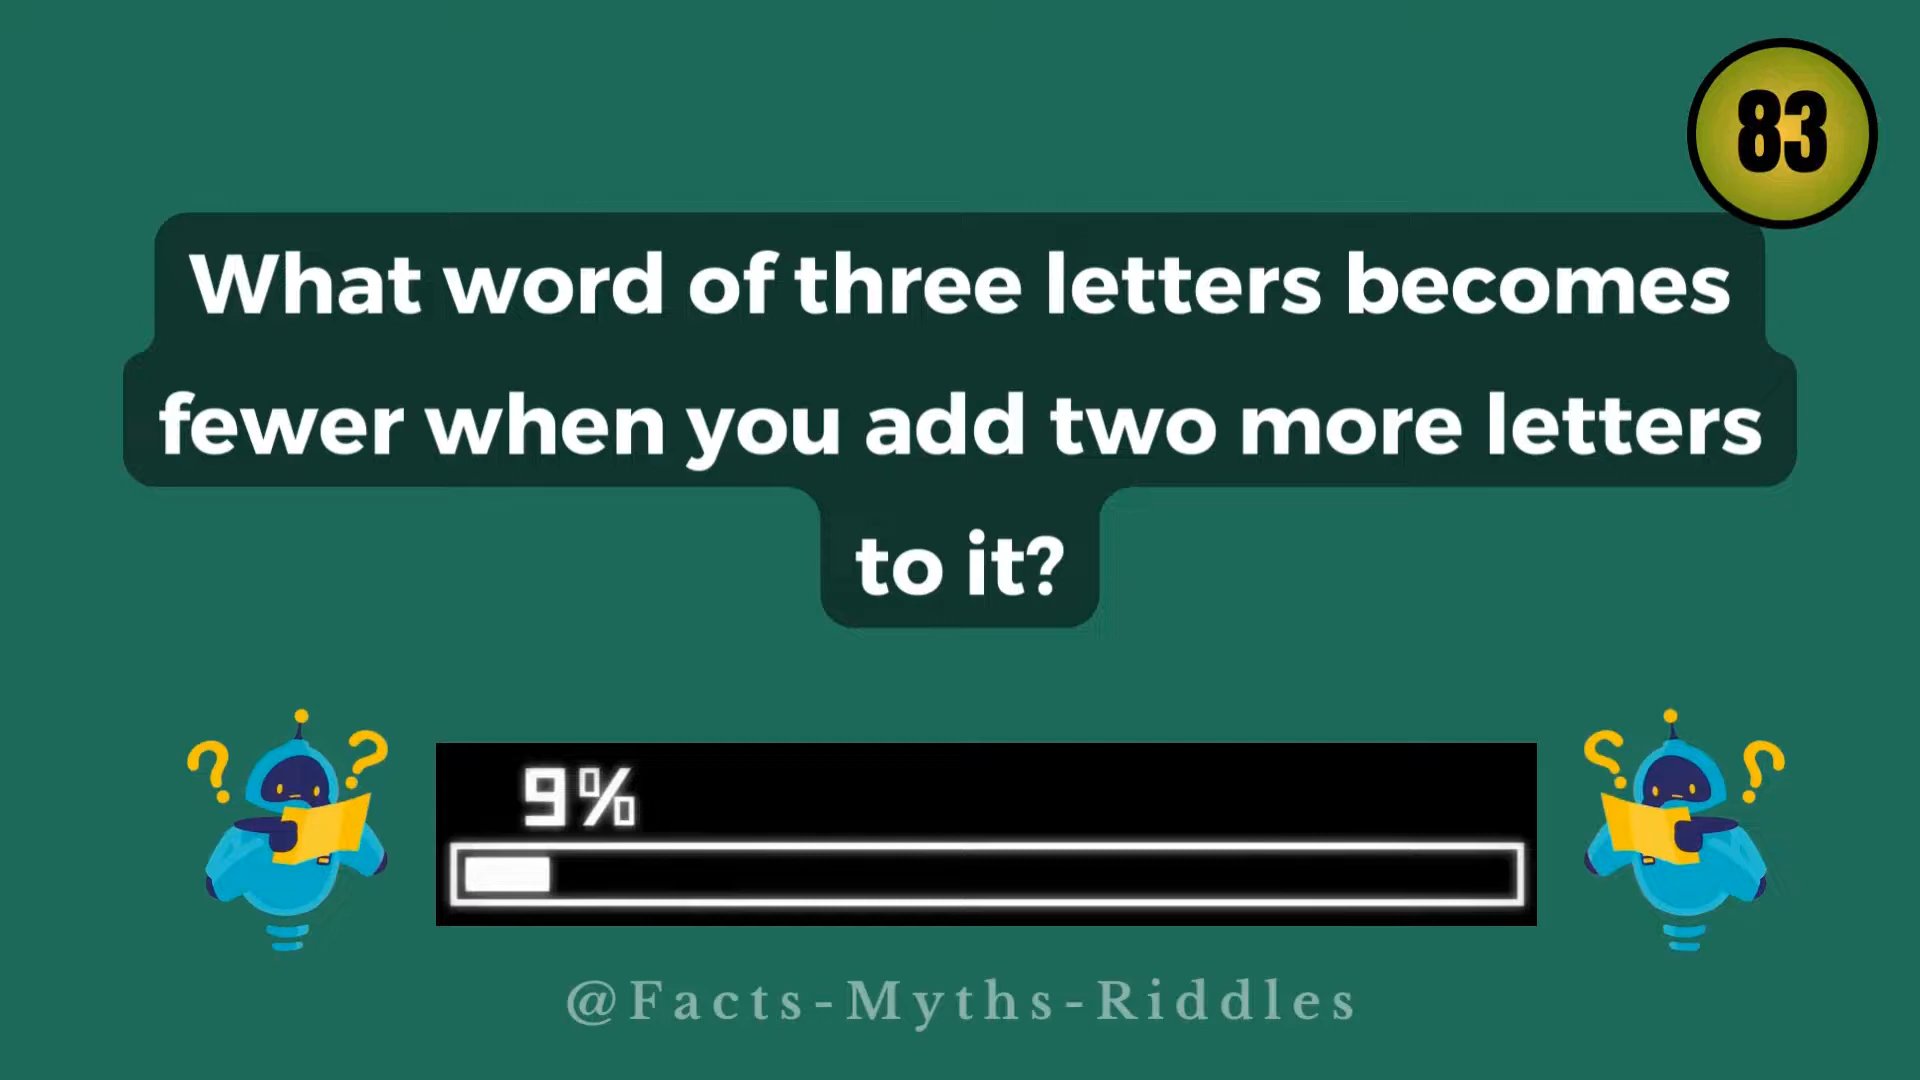 83
What word of three letters becomes
fewer when you add two more letters
to it?
9%
@Facts-Myths-Riddles